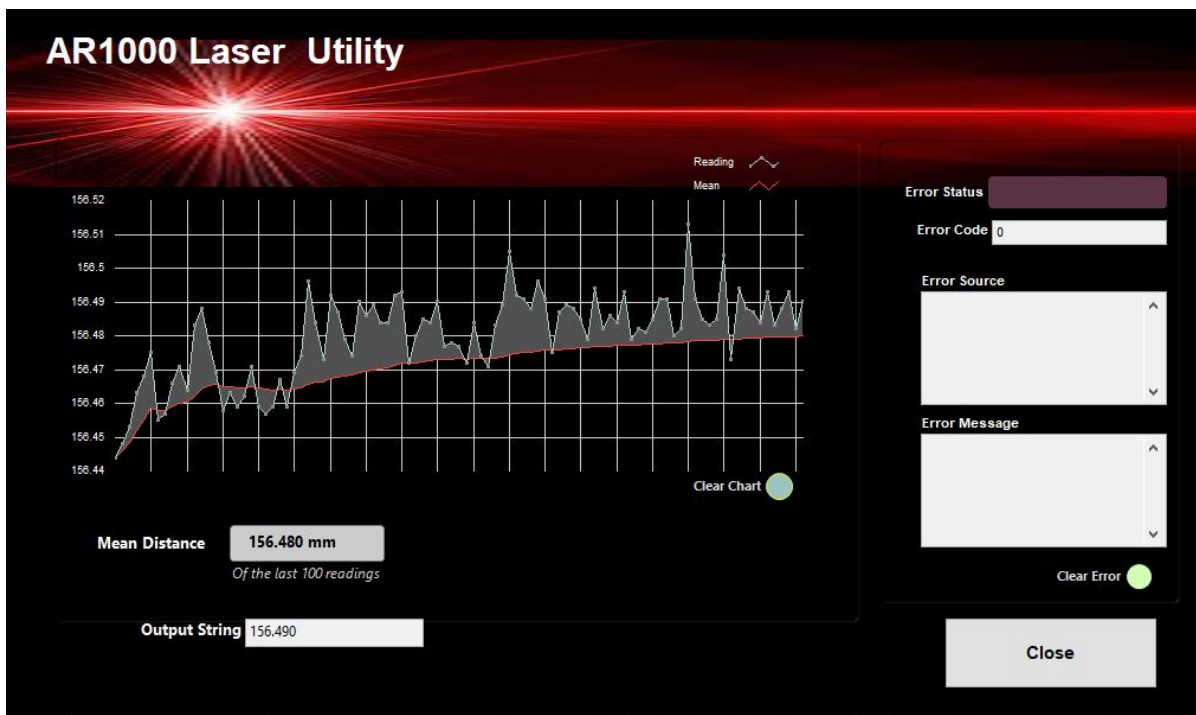 AR1000 Laser  Utility
Reading
Mean
156.52
156.51
156.5
156.49
156.48
156.47
156.46
156.45
156.44
Clear Chart
Mean Distance 156.480 mm
Of the last 100 readings
Output String 156.490
Error Status
Error Code 0
Error Source
Error Message
Clear Error
Close